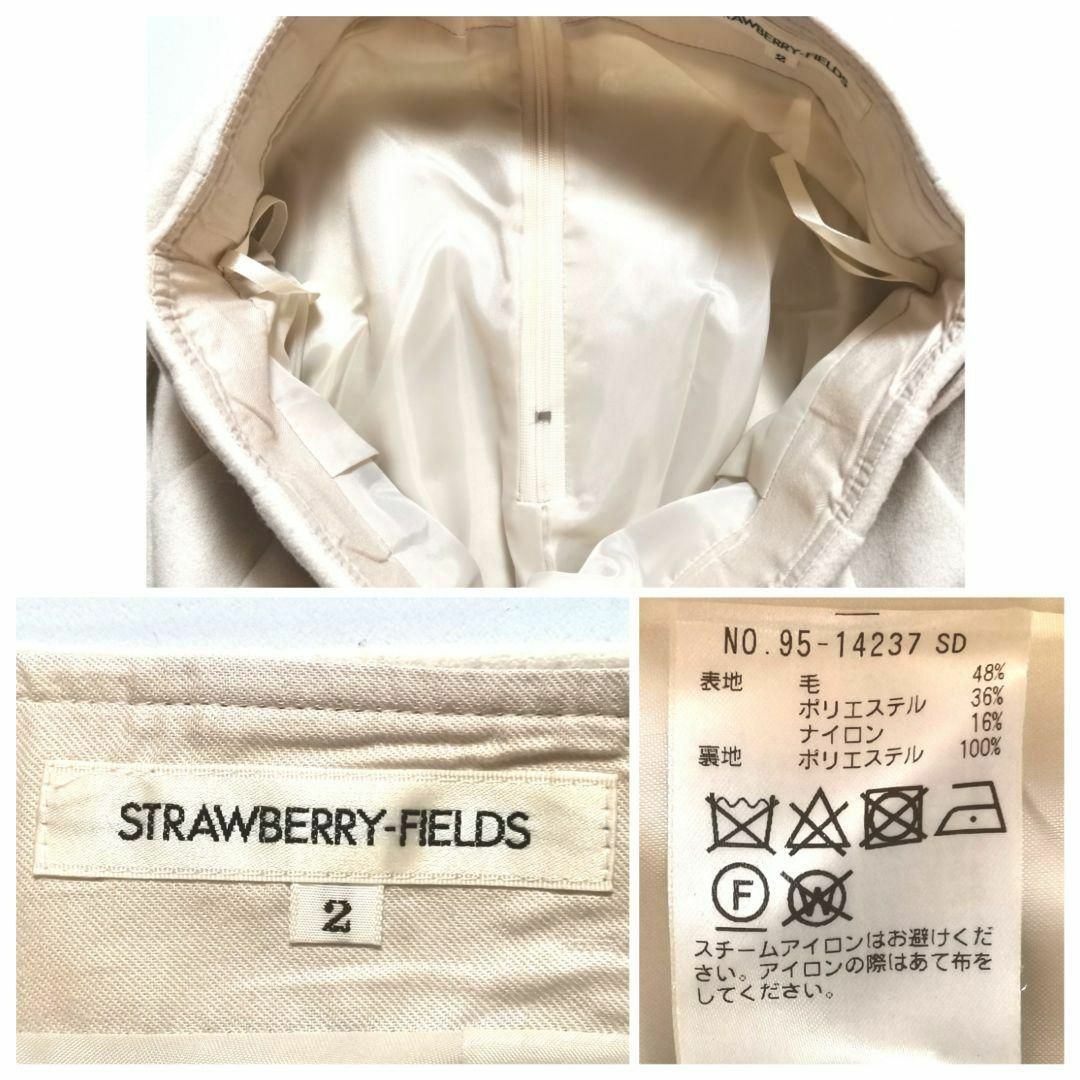 RAWBERRY-FIELDS
2
STRAWBERRY-FIELDS
2
NO.95-14237 SD
表地 毛 48%
ポリエステル 36%
ナイロン 16%
裏地 ポリエステル 100%
F W
スチームアイロンはお避けくだ
さい。アイロンの際はあて布を
してください。